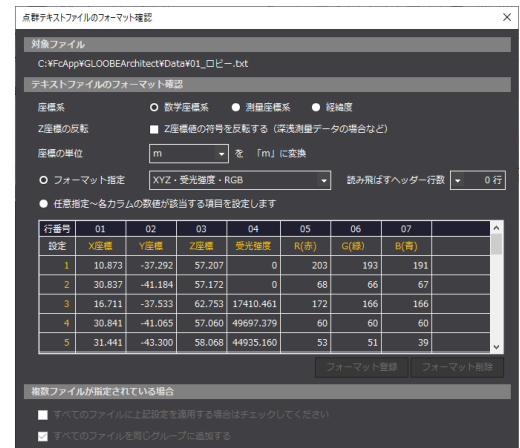 点群テキストファイルのフォーマット確認
対象ファイル
C:¥FcApp¥GLOOBEArchitect¥Data¥01_ロビー.txt
テキストファイルのフォーマット確認
座標系 数学座標系 測量座標系 経緯度
Z座標の反転 Z座標値の符号を反転する（深浅測量データの場合など）
座標の単位 m を 「m」に変換
フォーマット指定 XYZ・受光強度・RGB 読み飛ばすヘッダー行数 0 行
任意指定～各カラムの数値が該当する項目を設定します
行番号 01 02 03 04 05 06 07
設定 X座標 Y座標 Z座標 受光強度 R(赤) G(緑) B(青)
1 10.873 -37.292 57.207 0 203 193 191
2 30.837 -41.184 57.172 0 68 66 67
3 16.711 -37.533 62.753 17410.461 172 166 166
4 30.841 -41.065 57.060 49697.379 60 60 60
5 31.441 -43.300 58.068 44935.160 53 51 39
フォーマット登録 フォーマット削除
複数ファイルが指定されている場合
すべてのファイルに上記設定を適用する場合はチェックしてください
すべてのファイルを同じグループに追加する